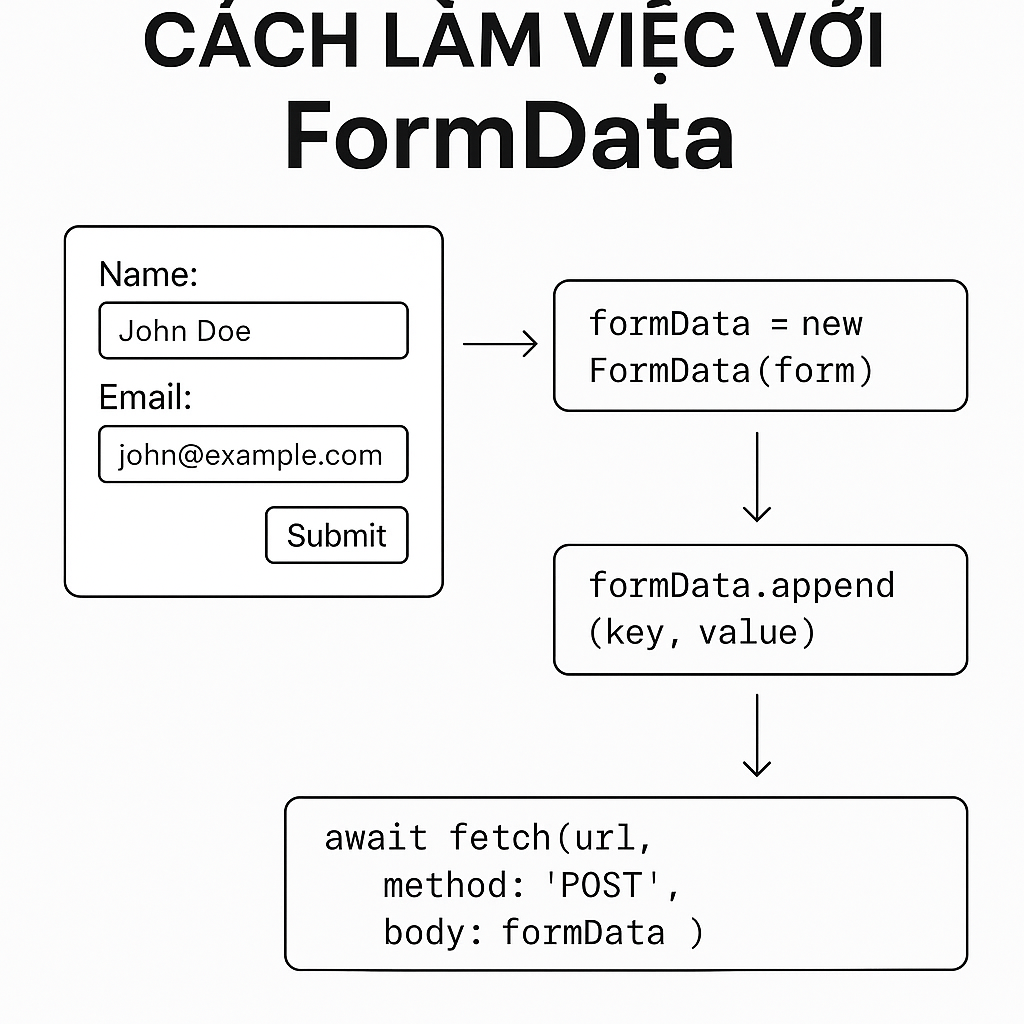 CÁCH LÀM VIỆC VỚI
FormData
Name:
John Doe
Email:
john@example.com
Submit
formData = new
FormData(form)
formData.append
(key, value)
await fetch(url,
method: 'POST',
body: formData )